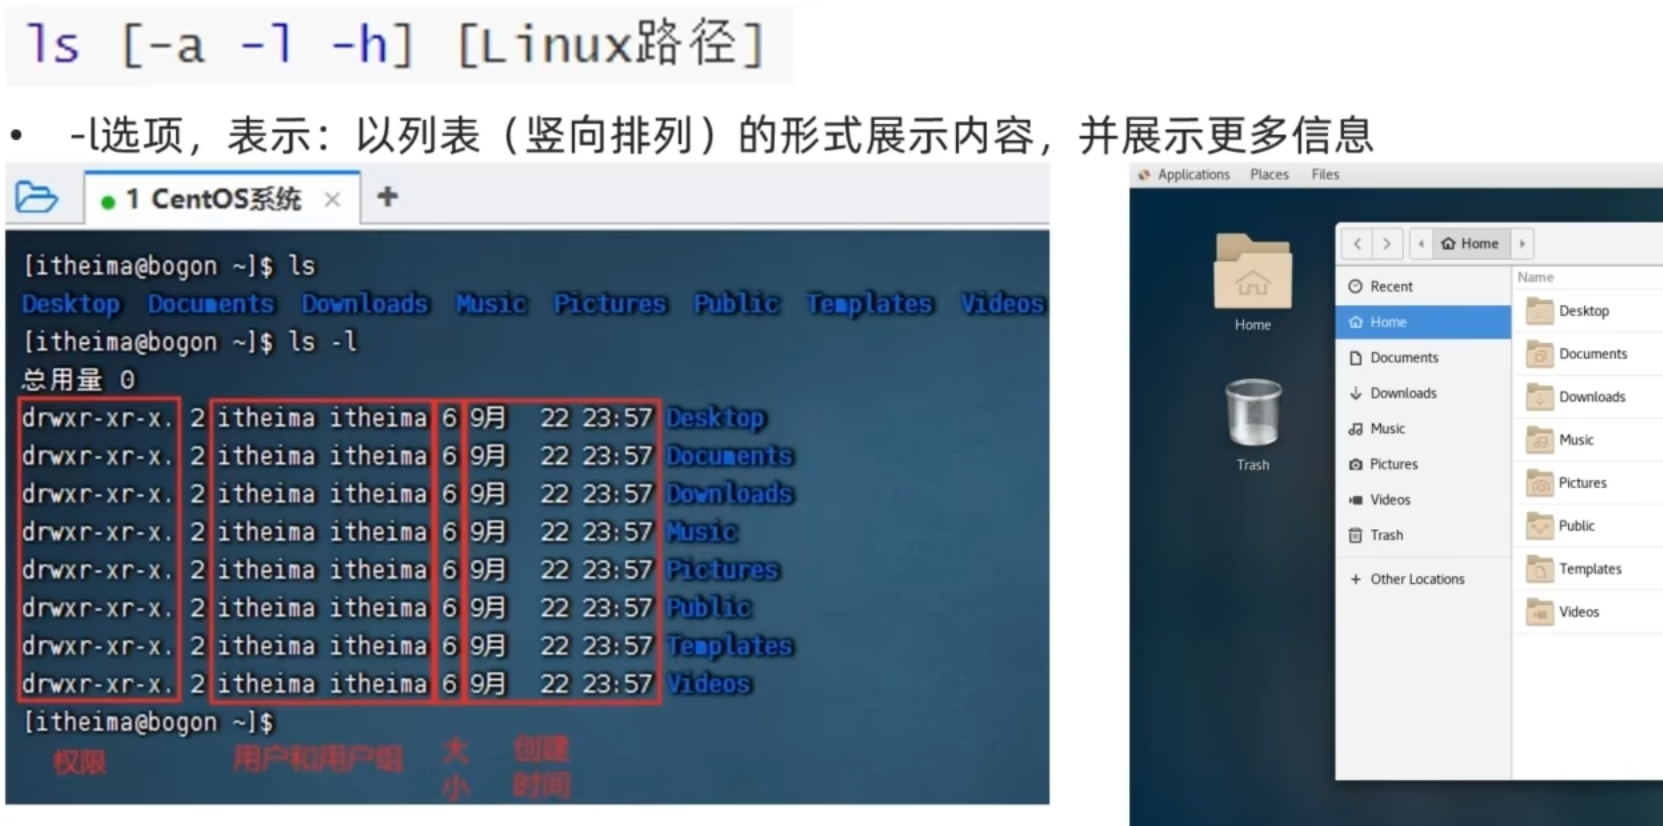 ls [-a -l -h] [Linux路径]
• -l选项，表示：以列表（竖向排列）的形式展示内容，并展示更多信息
1 CentOS系统 × +
[itheima@bogon ~]$ ls
Desktop Documents Downloads Music Pictures Public Templates Videos
[itheima@bogon ~]$ ls -l
总用量 0
drwxr-xr-x. 2 itheima itheima 6 9月 22 23:57 Desktop
drwxr-xr-x. 2 itheima itheima 6 9月 22 23:57 Documents
drwxr-xr-x. 2 itheima itheima 6 9月 22 23:57 Downloads
drwxr-xr-x. 2 itheima itheima 6 9月 22 23:57 Music
drwxr-xr-x. 2 itheima itheima 6 9月 22 23:57 Pictures
drwxr-xr-x. 2 itheima itheima 6 9月 22 23:57 Public
drwxr-xr-x. 2 itheima itheima 6 9月 22 23:57 Templates
drwxr-xr-x. 2 itheima itheima 6 9月 22 23:57 Videos
[itheima@bogon ~]$
权限
用户和用户组
大小
创建
时间
Applications Places Files
Home
Trash
Home
Recent
Home
Documents
Downloads
Music
Pictures
Videos
Trash
+ Other Locations
Name
Desktop
Documents
Downloads
Music
Pictures
Public
Templates
Videos